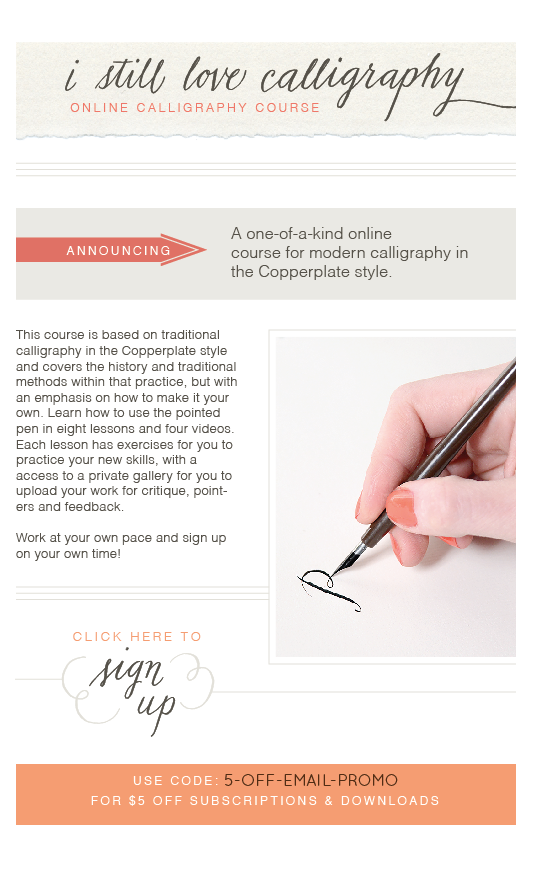 i still love calligraphy
ONLINE CALLIGRAPHY COURSE
ANNOUNCING
A one-of-a-kind online
course for modern calligraphy in
the Copperplate style.
This course is based on traditional
calligraphy in the Copperplate style
and covers the history and traditional
methods within that practice, but with
an emphasis on how to make it your
own. Learn how to use the pointed
pen in eight lessons and four videos.
Each lesson has exercises for you to
practice your new skills, with a
access to a private gallery for you to
upload your work for critique, point-
ers and feedback.
Work at your own pace and sign up
on your own time!
CLICK HERE TO
sign
up
USE CODE: 5-OFF-EMAIL-PROMO
FOR $5 OFF SUBSCRIPTIONS & DOWNLOADS